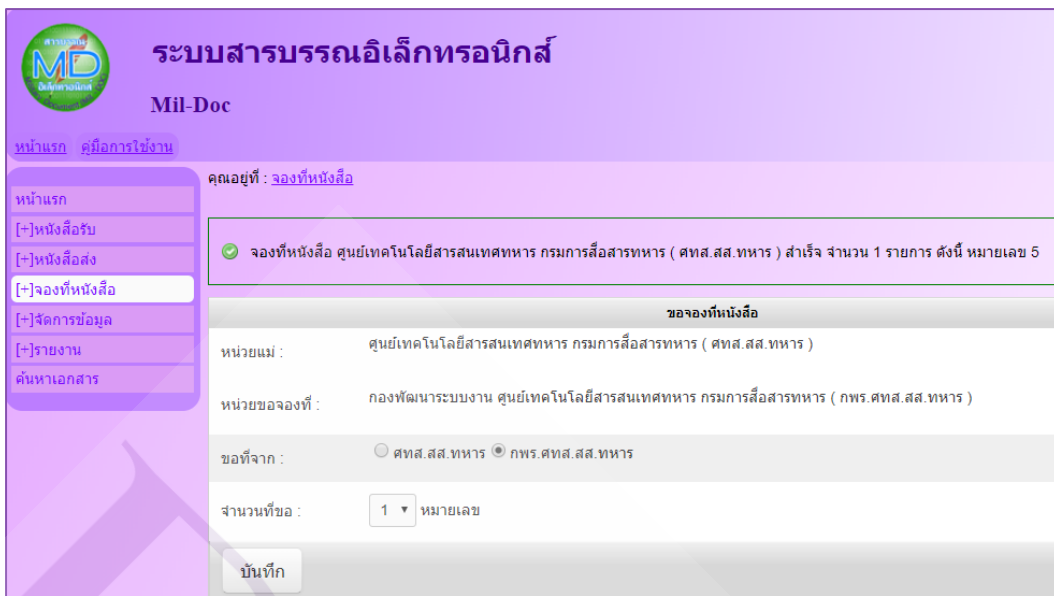 สารบรรณ
MD
อิเล็กทรอนิกส์
ระบบสารบรรณอิเล็กทรอนิกส์
Mil-Doc
หน้าแรก คู่มือการใช้งาน
คุณอยู่ที่ : จองที่หนังสือ
หน้าแรก
[+]หนังสือรับ
[+]หนังสือส่ง
[+]จองที่หนังสือ
[+]จัดการข้อมูล
[+]รายงาน
ค้นหาเอกสาร
จองที่หนังสือ ศูนย์เทคโนโลยีสารสนเทศทหาร กรมการสื่อสารทหาร ( ศทส.สส.ทหาร ) สำเร็จ จำนวน 1 รายการ ดังนี้ หมายเลข 5
ขอจองที่หนังสือ
หน่วยแม่ : ศูนย์เทคโนโลยีสารสนเทศทหาร กรมการสื่อสารทหาร ( ศทส.สส.ทหาร )
หน่วยขอจองที่ : กองพัฒนาระบบงาน ศูนย์เทคโนโลยีสารสนเทศทหาร กรมการสื่อสารทหาร ( กพร.ศทส.สส.ทหาร )
ขอที่จาก : ศทส.สส.ทหาร กพร.ศทส.สส.ทหาร
จำนวนที่ขอ : 1 หมายเลข
บันทึก